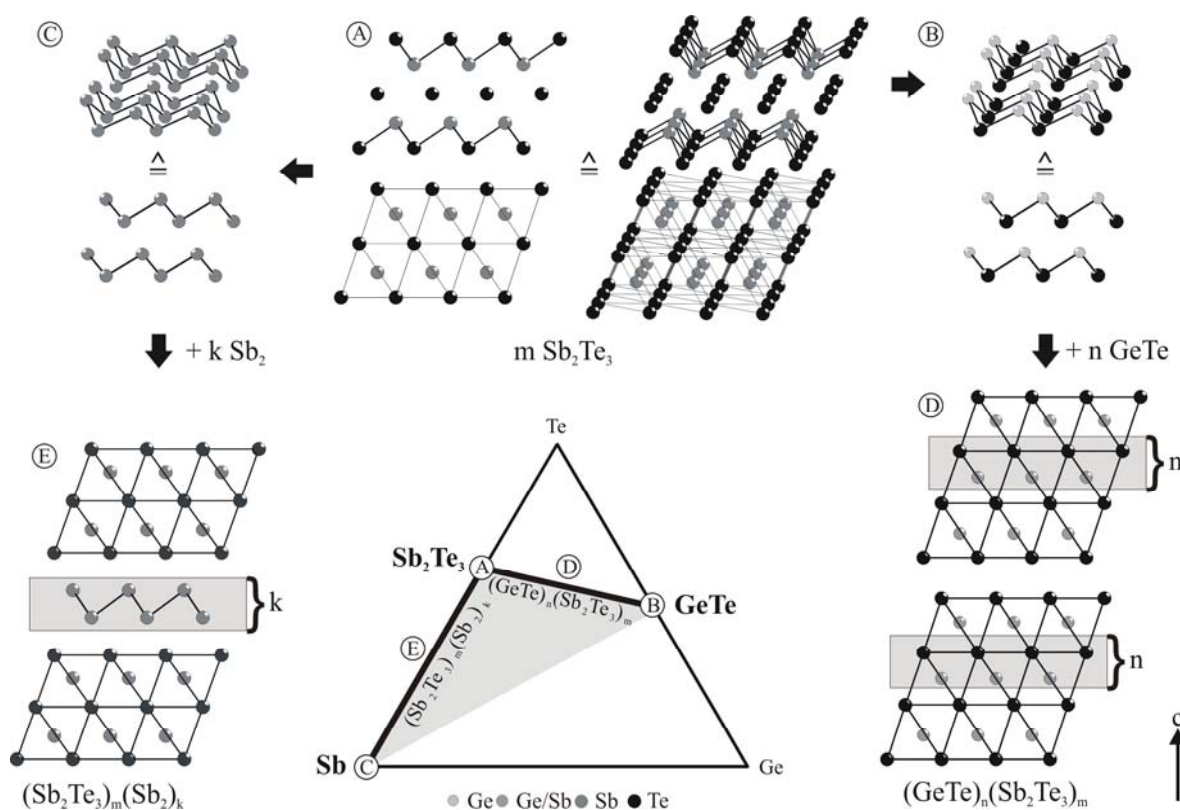 C
A
B
≙
≙
≙
+ k Sb₂
m Sb₂Te₃
+ n GeTe
E
D
k
n
n
Te
Sb₂Te₃
A
D
B
GeTe
(GeTe)ₙ(Sb₂Te₃)ₘ
E
(Sb₂Te₃)ₘ(Sb₂)ₖ
Sb
C
Ge
c
(Sb₂Te₃)ₘ(Sb₂)ₖ
Ge Ge/Sb Sb Te
(GeTe)ₙ(Sb₂Te₃)ₘ